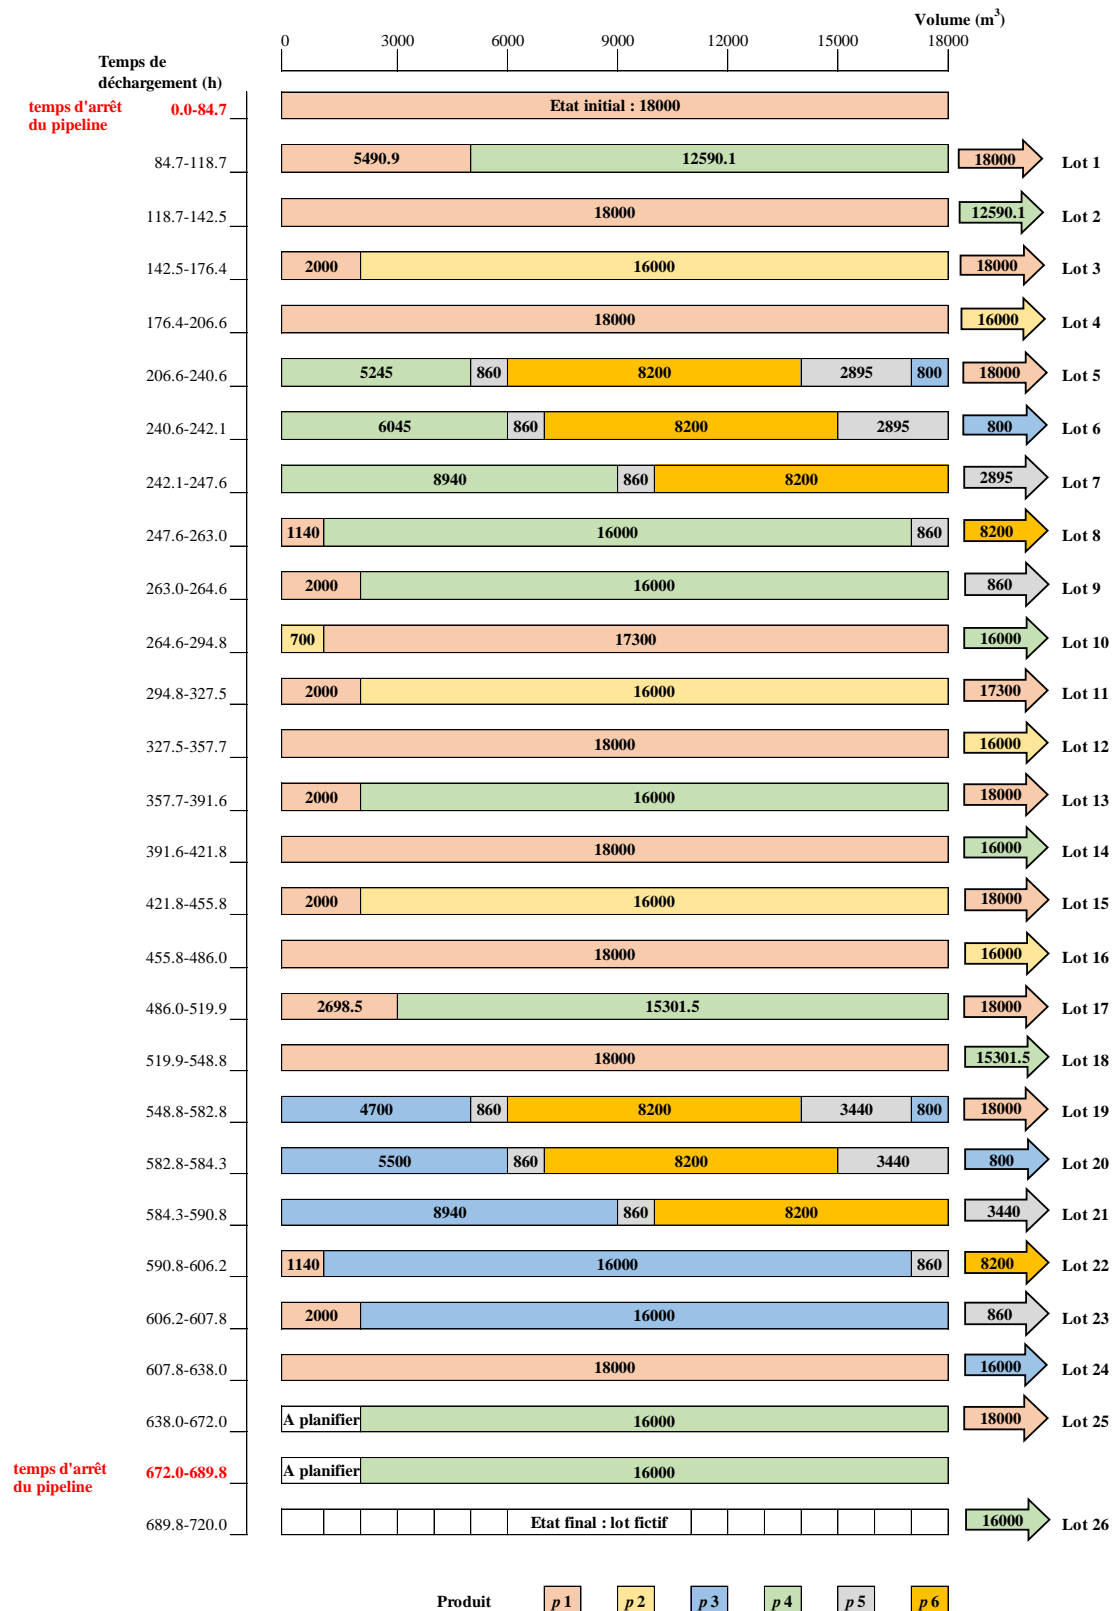 Volume (m3)
0 3000 6000 9000 12000 15000 18000
Temps de
déchargement (h)
temps d'arrêt
du pipeline
0.0-84.7 Etat initial : 18000
84.7-118.7 5490.9 12590.1 18000 Lot 1
118.7-142.5 18000 12590.1 Lot 2
142.5-176.4 2000 16000 18000 Lot 3
176.4-206.6 18000 16000 Lot 4
206.6-240.6 5245 860 8200 2895 800 18000 Lot 5
240.6-242.1 6045 860 8200 2895 800 Lot 6
242.1-247.6 8940 860 8200 2895 Lot 7
247.6-263.0 1140 16000 860 8200 Lot 8
263.0-264.6 2000 16000 860 Lot 9
264.6-294.8 700 17300 16000 Lot 10
294.8-327.5 2000 16000 17300 Lot 11
327.5-357.7 18000 16000 Lot 12
357.7-391.6 2000 16000 18000 Lot 13
391.6-421.8 18000 16000 Lot 14
421.8-455.8 2000 16000 18000 Lot 15
455.8-486.0 18000 16000 Lot 16
486.0-519.9 2698.5 15301.5 18000 Lot 17
519.9-548.8 18000 15301.5 Lot 18
548.8-582.8 4700 860 8200 3440 800 18000 Lot 19
582.8-584.3 5500 860 8200 3440 800 Lot 20
584.3-590.8 8940 860 8200 3440 Lot 21
590.8-606.2 1140 16000 860 8200 Lot 22
606.2-607.8 2000 16000 860 Lot 23
607.8-638.0 18000 16000 Lot 24
638.0-672.0 A planifier 16000 18000 Lot 25
temps d'arrêt
du pipeline
672.0-689.8 A planifier 16000
689.8-720.0 Etat final : lot fictif 16000 Lot 26
Produit p 1 p 2 p 3 p 4 p 5 p 6